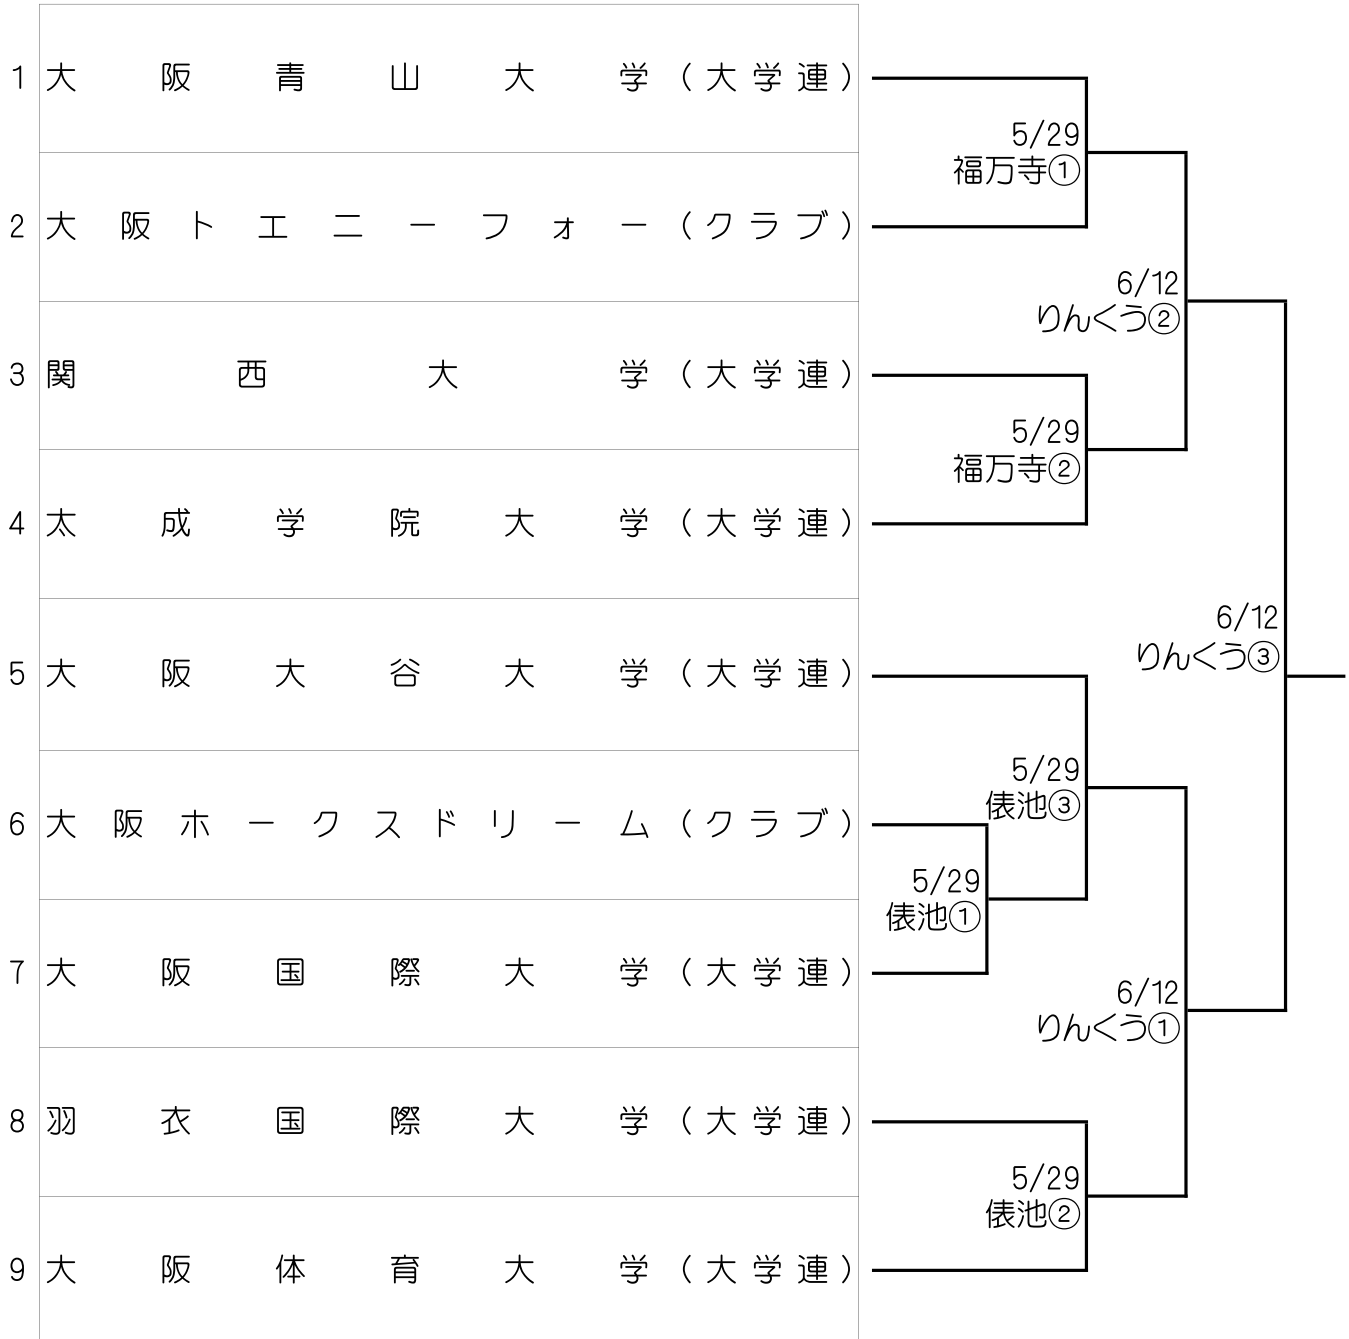 1 大阪青山大学(大学連)
5/29
福万寺①
2 大阪トエニーフォー(クラブ)
6/12
りんくう②
3 関西大学(大学連)
5/29
福万寺②
4 太成学院大学(大学連)
6/12
りんくう③
5 大阪大谷大学(大学連)
5/29
俵池③
6 大阪ホークスドリーム(クラブ)
5/29
俵池①
7 大阪国際大学(大学連)
6/12
りんくう①
8 羽衣国際大学(大学連)
5/29
俵池②
9 大阪体育大学(大学連)